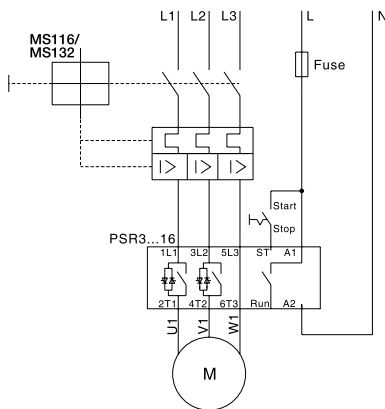 L1 L2 L3 L N
MS116/
MS132
Fuse
I> I> I>
Start
Stop
PSR3...16
1L1 3L2 5L3 ST A1
2T1 4T2 6T3 Run A2
U1 V1 W1
M